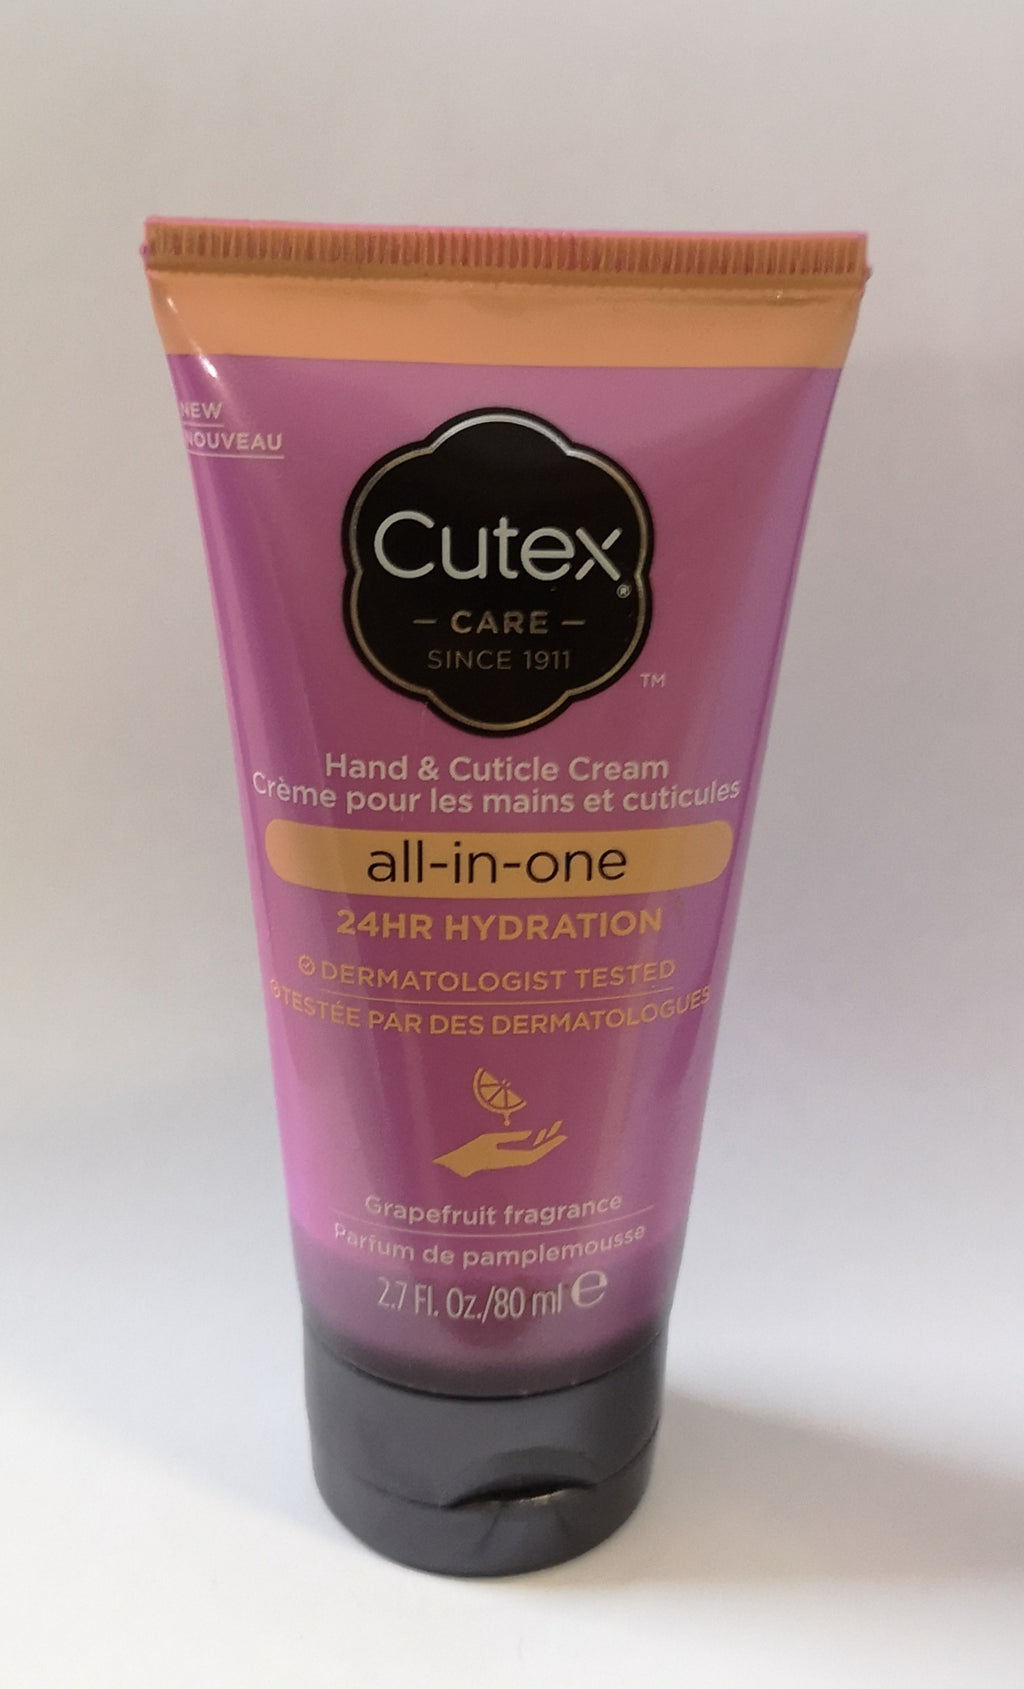 NEW
NOUVEAU
Cutex®
– CARE –
SINCE 1911
TM
Hand & Cuticle Cream
Crème pour les mains et cuticules
all-in-one
24HR HYDRATION
DERMATOLOGIST TESTED
TESTÉE PAR DES DERMATOLOGUES
Grapefruit fragrance
Parfum de pamplemousse
2.7 Fl. Oz./80 ml ℮